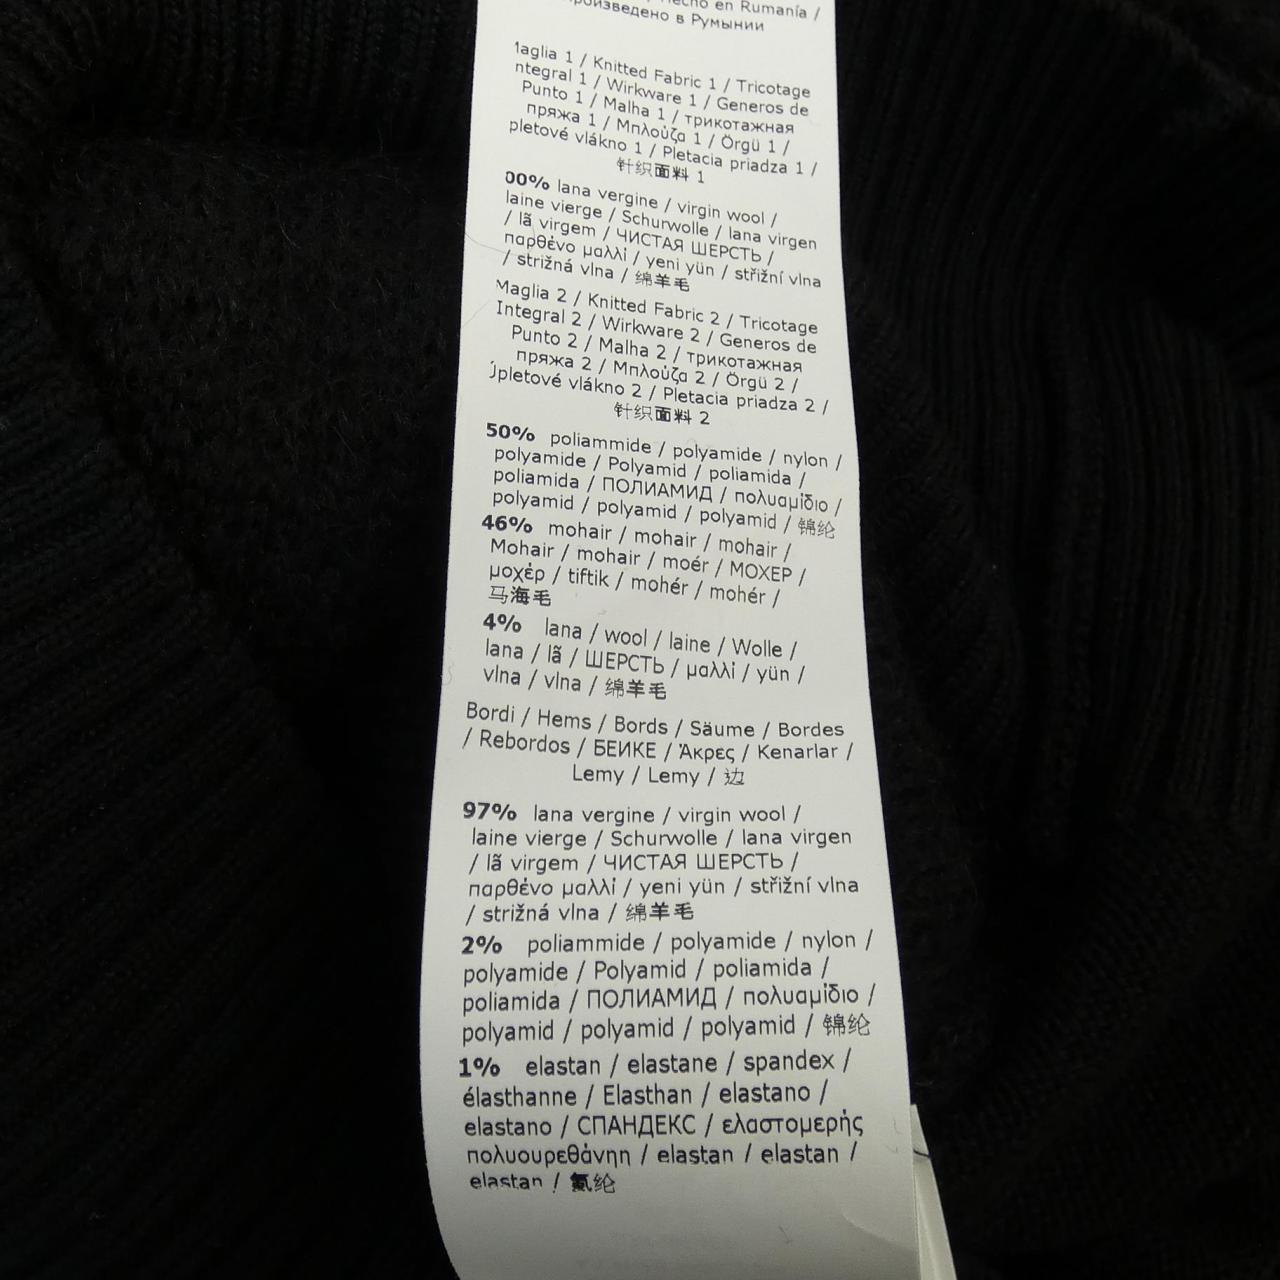 Hecho en Rumanía /
произведено в Румынии
Maglia 1 / Knitted Fabric 1 / Tricotage
ntegral 1 / Wirkware 1 / Generos de
Punto 1 / Malha 1 / трикотажная
пряжа 1 / Μπλούζα 1 / Örgü 1 /
pletové vlákno 1 / Pletacia priadza 1 /
针织面料 1
00% lana vergine / virgin wool /
laine vierge / Schurwolle / lana virgen
/ lã virgem / ЧИСТАЯ ШЕРСТЬ /
παρθένο μαλλί / yeni yün / střižní vlna
/ strižná vlna / 绵羊毛
Maglia 2 / Knitted Fabric 2 / Tricotage
Integral 2 / Wirkware 2 / Generos de
Punto 2 / Malha 2 / трикотажная
пряжа 2 / Μπλούζα 2 / Örgü 2 /
Úpletové vlákno 2 / Pletacia priadza 2 /
针织面料 2
50% poliammide / polyamide / nylon /
polyamide / Polyamid / poliamida /
poliamida / ПОЛИАМИД / πολυαμίδιο /
polyamid / polyamid / polyamid / 锦纶
46% mohair / mohair / mohair /
Mohair / mohair / moér / МОХЕР /
μοχέρ / tiftik / mohér / mohér /
马海毛
4% lana / wool / laine / Wolle /
lana / lã / ШЕРСТЬ / μαλλί / yün /
vlna / vlna / 绵羊毛
Bordi / Hems / Bords / Säume / Bordes
/ Rebordos / БЕИКЕ / Άκρες / Kenarlar /
Lemy / Lemy / 边
97% lana vergine / virgin wool /
laine vierge / Schurwolle / lana virgen
/ lã virgem / ЧИСТАЯ ШЕРСТЬ /
παρθένο μαλλί / yeni yün / střižní vlna
/ strižná vlna / 绵羊毛
2% poliammide / polyamide / nylon /
polyamide / Polyamid / poliamida /
poliamida / ПОЛИАМИД / πολυαμίδιο /
polyamid / polyamid / polyamid / 锦纶
1% elastan / elastane / spandex /
élasthanne / Elasthan / elastano /
elastano / СПАНДЕКС / ελαστομερής
πολυουρεθάνηη / elastan / elastan /
elastan / 氨纶